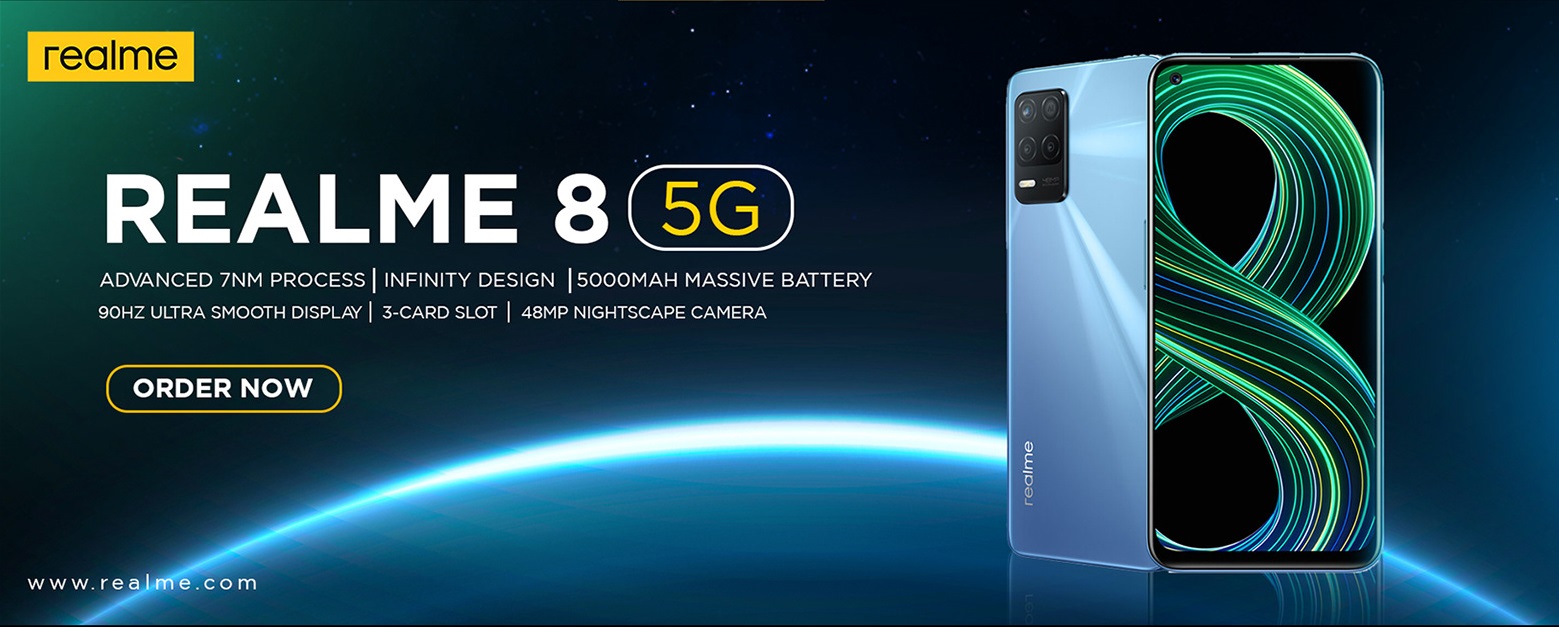 realme
REALME 8 5G
ADVANCED 7NM PROCESS | INFINITY DESIGN | 5000MAH MASSIVE BATTERY
90HZ ULTRA SMOOTH DISPLAY | 3-CARD SLOT | 48MP NIGHTSCAPE CAMERA
ORDER NOW
realme
www.realme.com